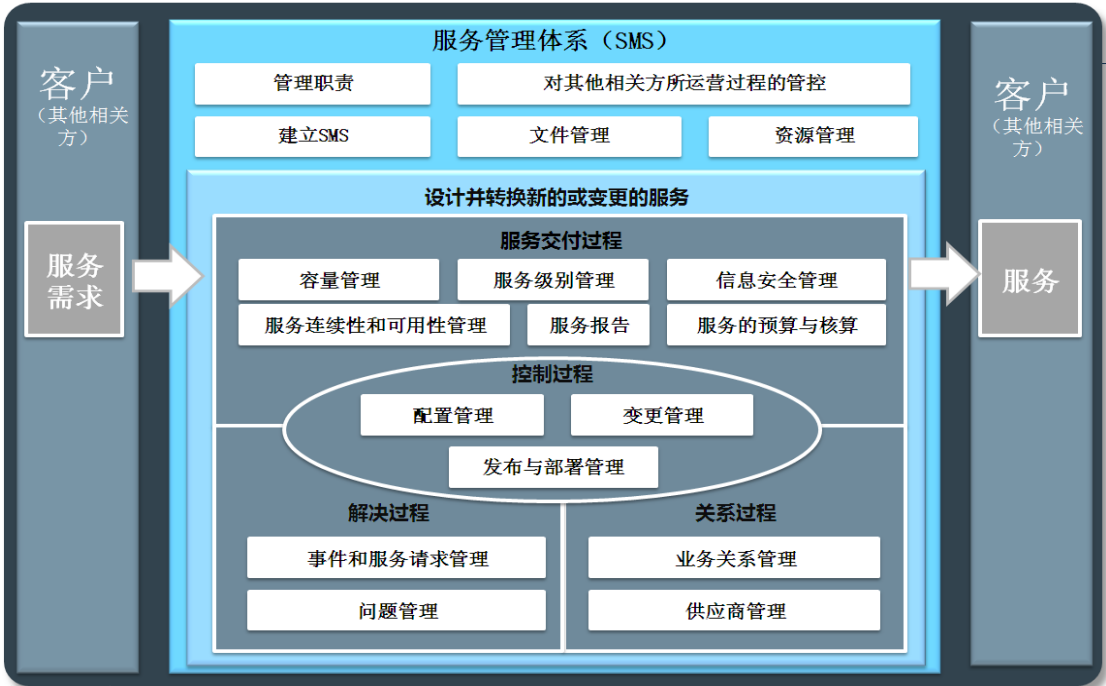 客户
（其他相关
方）
服务
需求
服务管理体系（SMS）
管理职责
对其他相关方所运营过程的管控
建立SMS
文件管理
资源管理
设计并转换新的或变更的服务
服务交付过程
容量管理
服务级别管理
信息安全管理
服务连续性和可用性管理
服务报告
服务的预算与核算
控制过程
配置管理
变更管理
发布与部署管理
解决过程
事件和服务请求管理
问题管理
关系过程
业务关系管理
供应商管理
客户
（其他相关
方）
服务